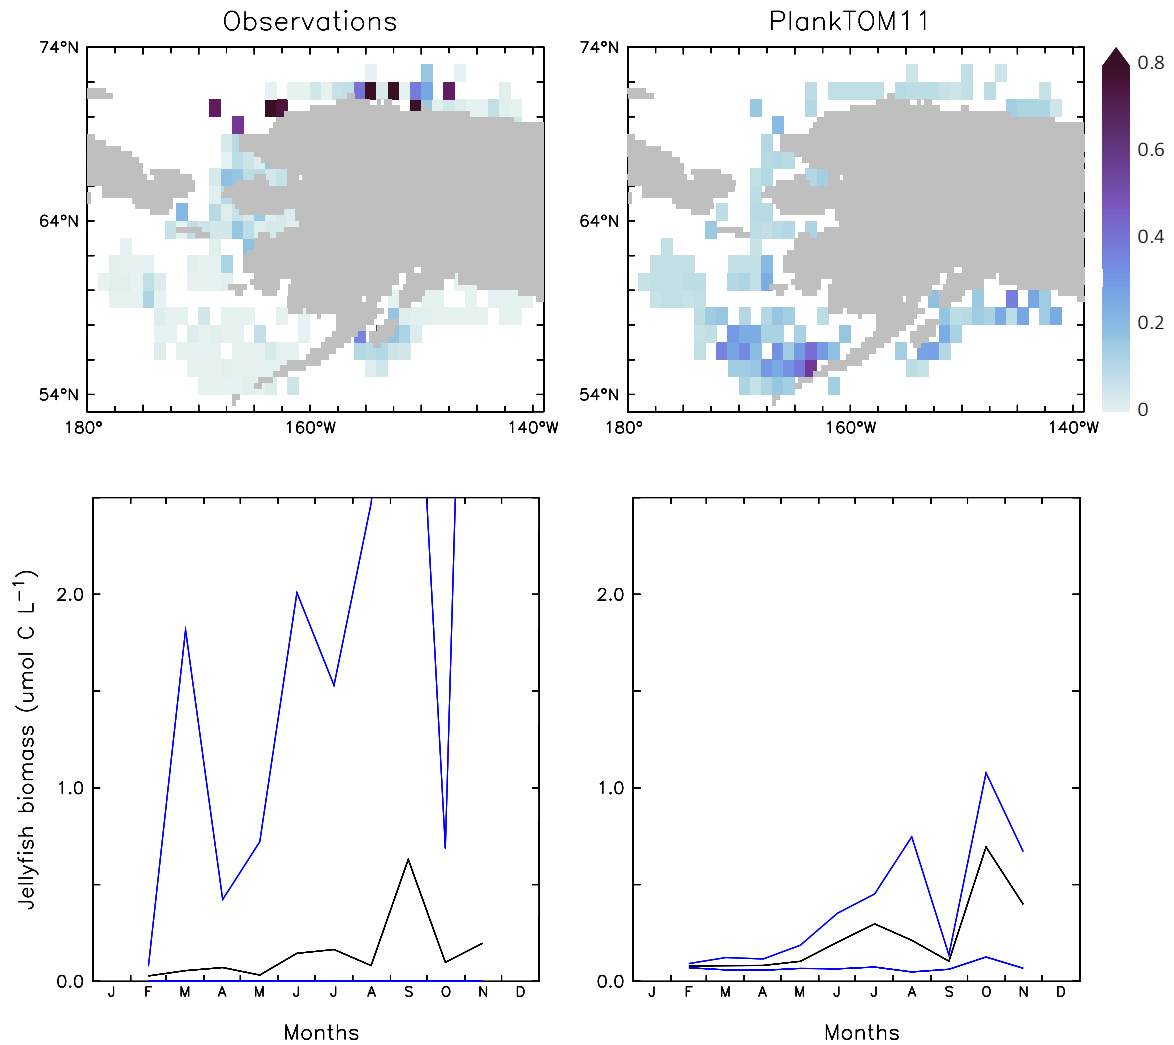 Observations
PlankTOM11
74°N
64°N
54°N
180°
160°W
140°W
74°N
64°N
54°N
180°
160°W
140°W
0.8
0.6
0.4
0.2
0
Jellyfish biomass (umol C L⁻¹)
2.0
1.0
0.0
J F M A M J J A S O N D
Months
2.0
1.0
0.0
J F M A M J J A S O N D
Months